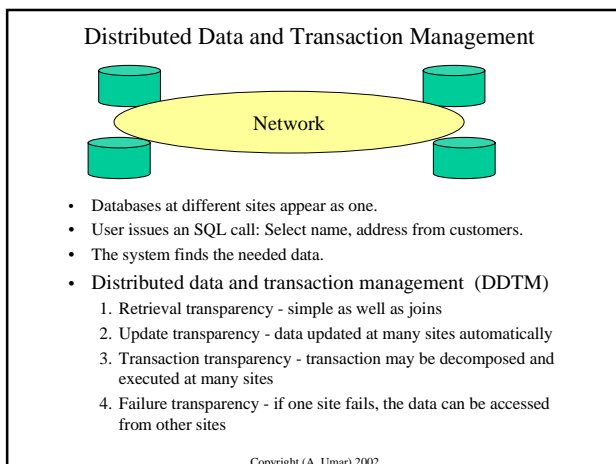 Distributed Data and Transaction Management
Network
• Databases at different sites appear as one.
• User issues an SQL call: Select name, address from customers.
• The system finds the needed data.
• Distributed data and transaction management (DDTM)
1. Retrieval transparency - simple as well as joins
2. Update transparency - data updated at many sites automatically
3. Transaction transparency - transaction may be decomposed and
executed at many sites
4. Failure transparency - if one site fails, the data can be accessed
from other sites
Copyright (A. Umar) 2002